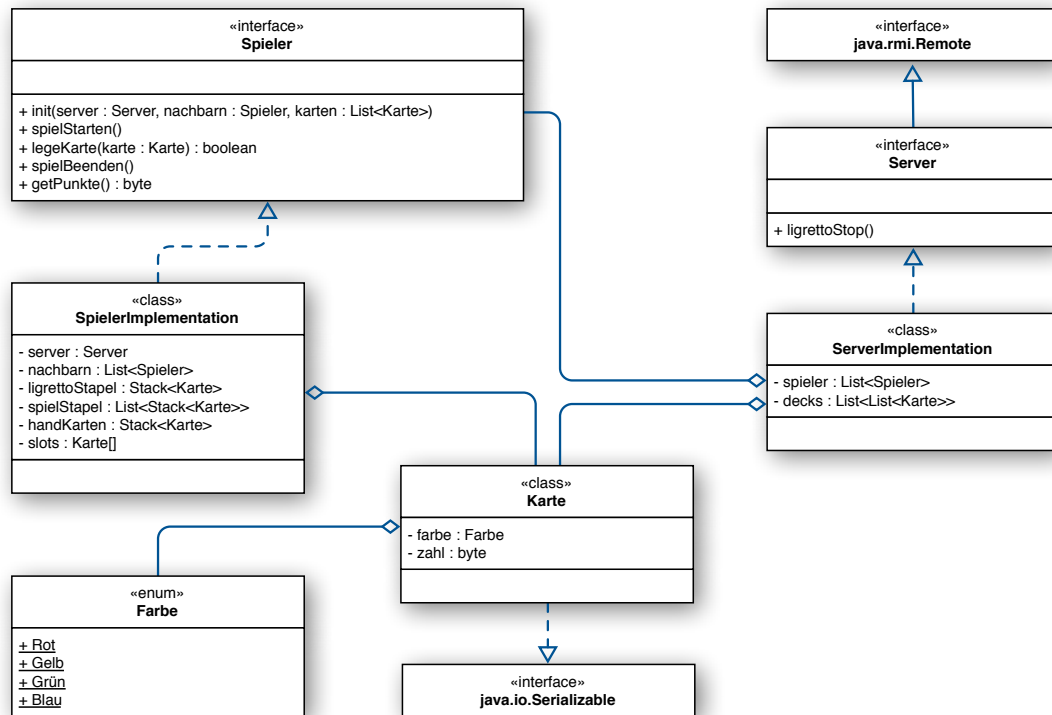 «interface»
Spieler
+ init(server : Server, nachbarn : Spieler, karten : List<Karte>)
+ spielStarten()
+ legeKarte(karte : Karte) : boolean
+ spielBeenden()
+ getPunkte() : byte
«interface»
java.rmi.Remote
«interface»
Server
+ ligrettoStop()
«class»
SpielerImplementation
- server : Server
- nachbarn : List<Spieler>
- ligrettoStapel : Stack<Karte>
- spielStapel : List<Stack<Karte>>
- handKarten : Stack<Karte>
- slots : Karte[]
«class»
ServerImplementation
- spieler : List<Spieler>
- decks : List<List<Karte>>
«class»
Karte
- farbe : Farbe
- zahl : byte
«enum»
Farbe
+ Rot
+ Gelb
+ Grün
+ Blau
«interface»
java.io.Serializable